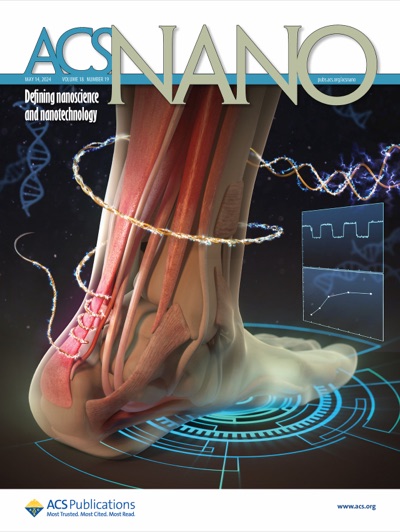 ACS NANO
MAY 14, 2024 VOLUME 18 NUMBER 19
pubs.acs.org/acsnano
Defining nanoscience
and nanotechnology
ACS Publications
Most Trusted. Most Cited. Most Read.
www.acs.org